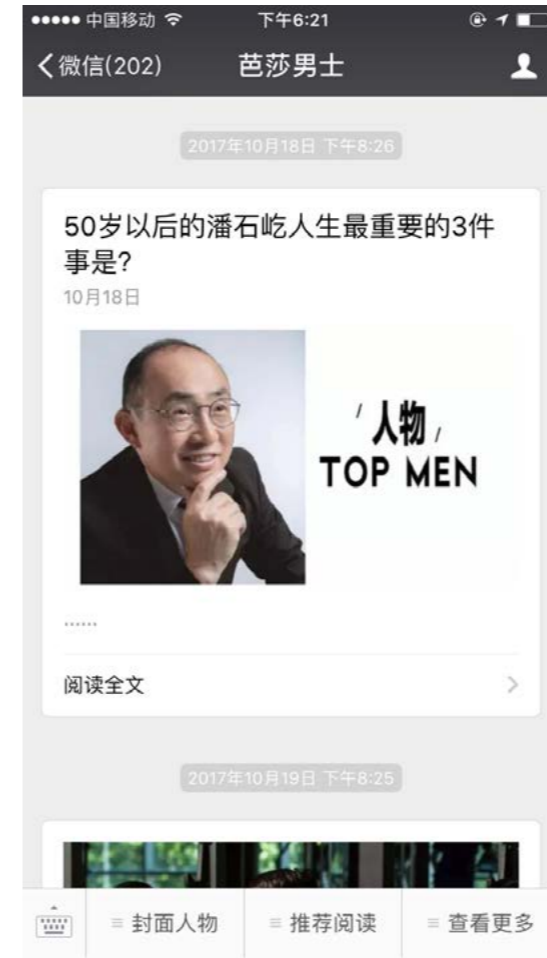 中国移动 下午6:21
微信(202) 芭莎男士
2017年10月18日 下午8:26
50岁以后的潘石屹人生最重要的3件
事是?
10月18日
人物
TOP MEN
......
阅读全文
2017年10月19日 下午8:25
封面人物 推荐阅读 查看更多